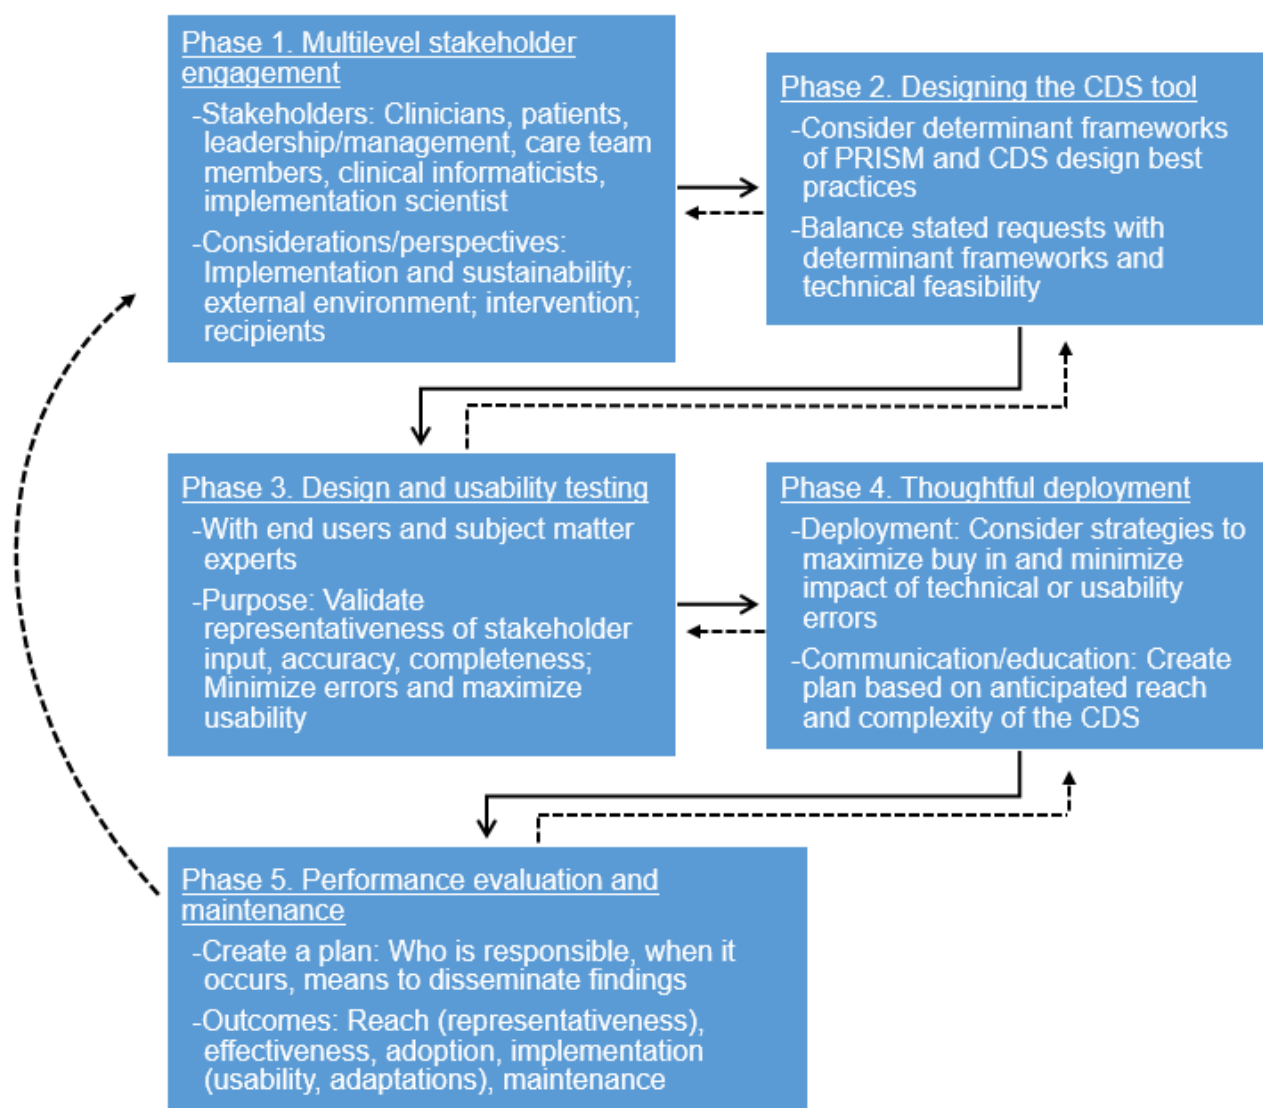 Phase 1. Multilevel stakeholder
engagement
-Stakeholders: Clinicians, patients,
leadership/management, care team
members, clinical informaticists,
implementation scientist
-Considerations/perspectives:
Implementation and sustainability;
external environment; intervention;
recipients
Phase 2. Designing the CDS tool
-Consider determinant frameworks
of PRISM and CDS design best
practices
-Balance stated requests with
determinant frameworks and
technical feasibility
Phase 3. Design and usability testing
-With end users and subject matter
experts
-Purpose: Validate
representativeness of stakeholder
input, accuracy, completeness;
Minimize errors and maximize
usability
Phase 4. Thoughtful deployment
-Deployment: Consider strategies to
maximize buy in and minimize
impact of technical or usability
errors
-Communication/education: Create
plan based on anticipated reach
and complexity of the CDS
Phase 5. Performance evaluation and
maintenance
-Create a plan: Who is responsible, when it
occurs, means to disseminate findings
-Outcomes: Reach (representativeness),
effectiveness, adoption, implementation
(usability, adaptations), maintenance